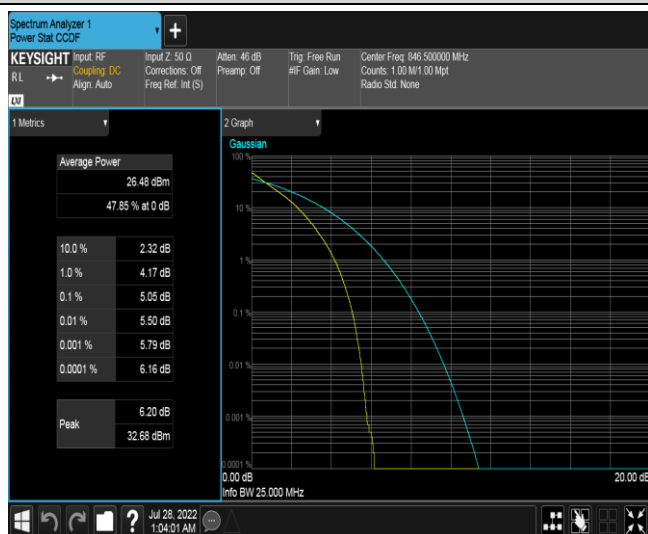 Spectrum Analyzer 1
Power Stat CCDF
KEYSIGHT
R L
LXI
Input: RF
Coupling: DC
Align: Auto
Input Z: 50 Ω
Corrections: Off
Freq Ref: Int (S)
Atten: 46 dB
Preamp: Off
Trig: Free Run
#IF Gain: Low
Center Freq: 846.500000 MHz
Counts: 1.00 M/1.00 Mpt
Radio Std: None
1 Metrics
Average Power
26.48 dBm
47.85 % at 0 dB
10.0 % 2.32 dB
1.0 % 4.17 dB
0.1 % 5.05 dB
0.01 % 5.50 dB
0.001 % 5.79 dB
0.0001 % 6.16 dB
Peak
6.20 dB
32.68 dBm
2 Graph
Gaussian
100 %
10 %
1 %
0.1 %
0.01 %
0.001 %
0.0001 %
0.00 dB 20.00 dB
Info BW 25.000 MHz
?
Jul 28, 2022
1:04:01 AM